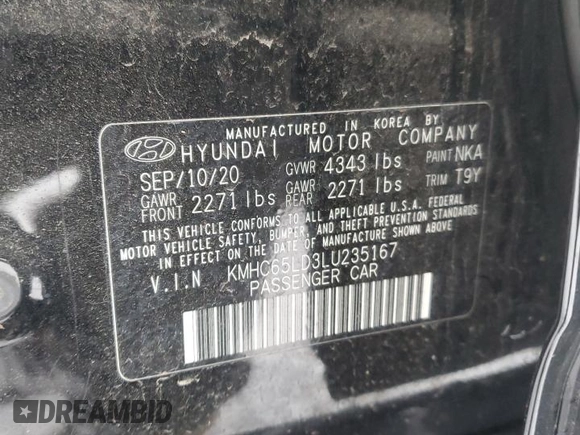 MANUFACTURED IN KOREA BY
HYUNDAI MOTOR COMPANY
SEP/10/20 GVWR 4343 lbs PAINT NKA
GAWR FRONT 2271 lbs GAWR REAR 2271 lbs TRIM T9Y
THIS VEHICLE CONFORMS TO ALL APPLICABLE U.S.A. FEDERAL
MOTOR VEHICLE SAFETY, BUMPER, AND THEFT PREVENTION STANDARDS
IN EFFECT ON THE DATE OF MANUFACTURE SHOWN ABOVE.
V.I.N KMHC65LD3LU235167
PASSENGER CAR
DREAMBID